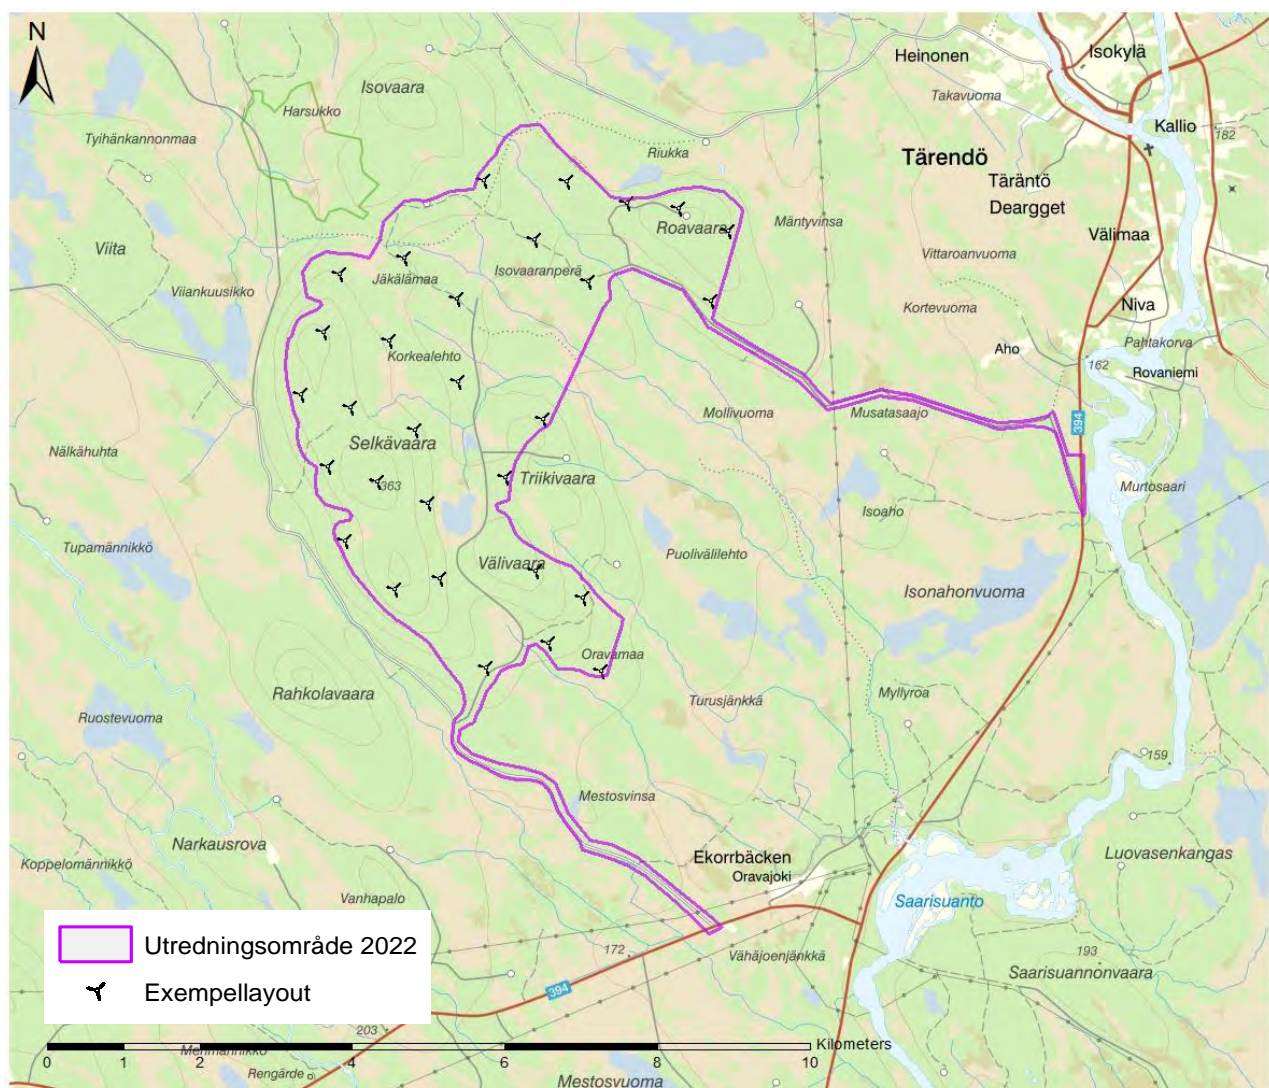 N
Heinonen
Isokylä
Isovaara
Takavuoma
Harsukko
Tyihänkannonmaa
Kallio
182
Riukka
Tärendö
Täräntö
Deargget
Mäntyvinsa
Roavaara
Välimaa
Viita
Vittaroanvuoma
Isovaaranperä
Jäkälämaa
Viiankuusikko
Kortevuoma
Niva
Aho
Pahtakorva
Korkealehto
162
Rovaniemi
Mollivuoma
Musatasaajo
394
Selkävaara
Nälkähuhta
Triikivaara
363
Murtosaari
Isoaho
Tupamännikkö
Puolivälilehto
Välivaara
Isonahonvuoma
Oravamaa
Rahkolavaara
Turusjänkkä
Myllyroa
Ruostevuoma
159
Mestosvinsa
Narkausrova
Ekorrbäcken
Oravajoki
Luovasenkangas
Koppelomännikkö
Vanhapalo
Saarisuanto
Utredningsområde 2022
172
Vähäjoenjänkkä
193
Saarisuannonvaara
Exempellayout
394
203
Kilometers
0 1 2 4 6 8 10
Rengärde
Mestosvuoma